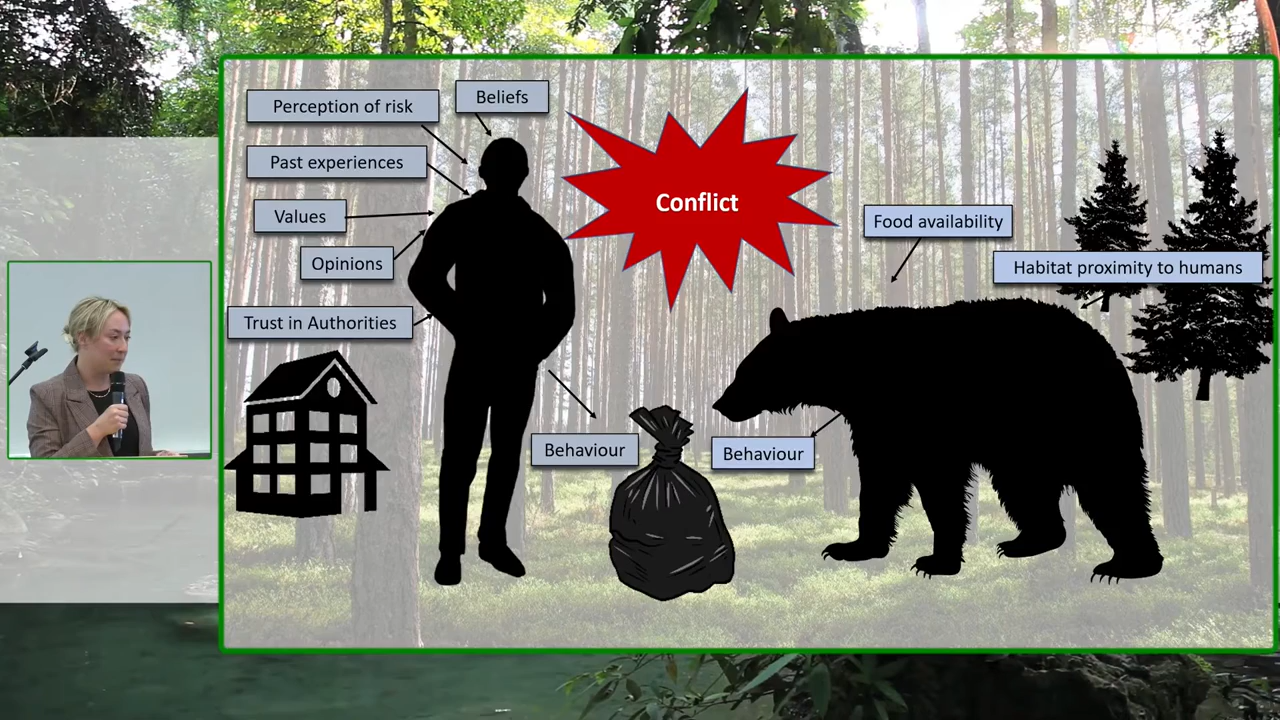 Perception of risk
Beliefs
Past experiences
Values
Opinions
Trust in Authorities
Conflict
Food availability
Habitat proximity to humans
Behaviour
Behaviour